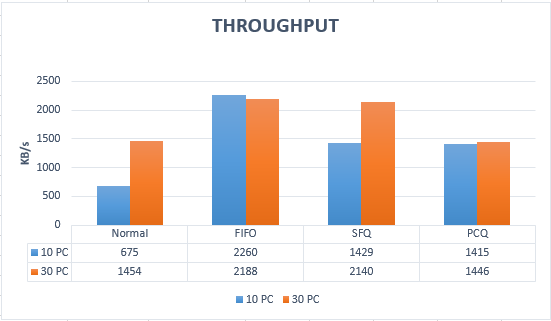 THROUGHPUT
2500
2000
1500
1000
500
0
KB/s
Normal FIFO SFQ PCQ
10 PC 675 2260 1429 1415
30 PC 1454 2188 2140 1446
10 PC 30 PC